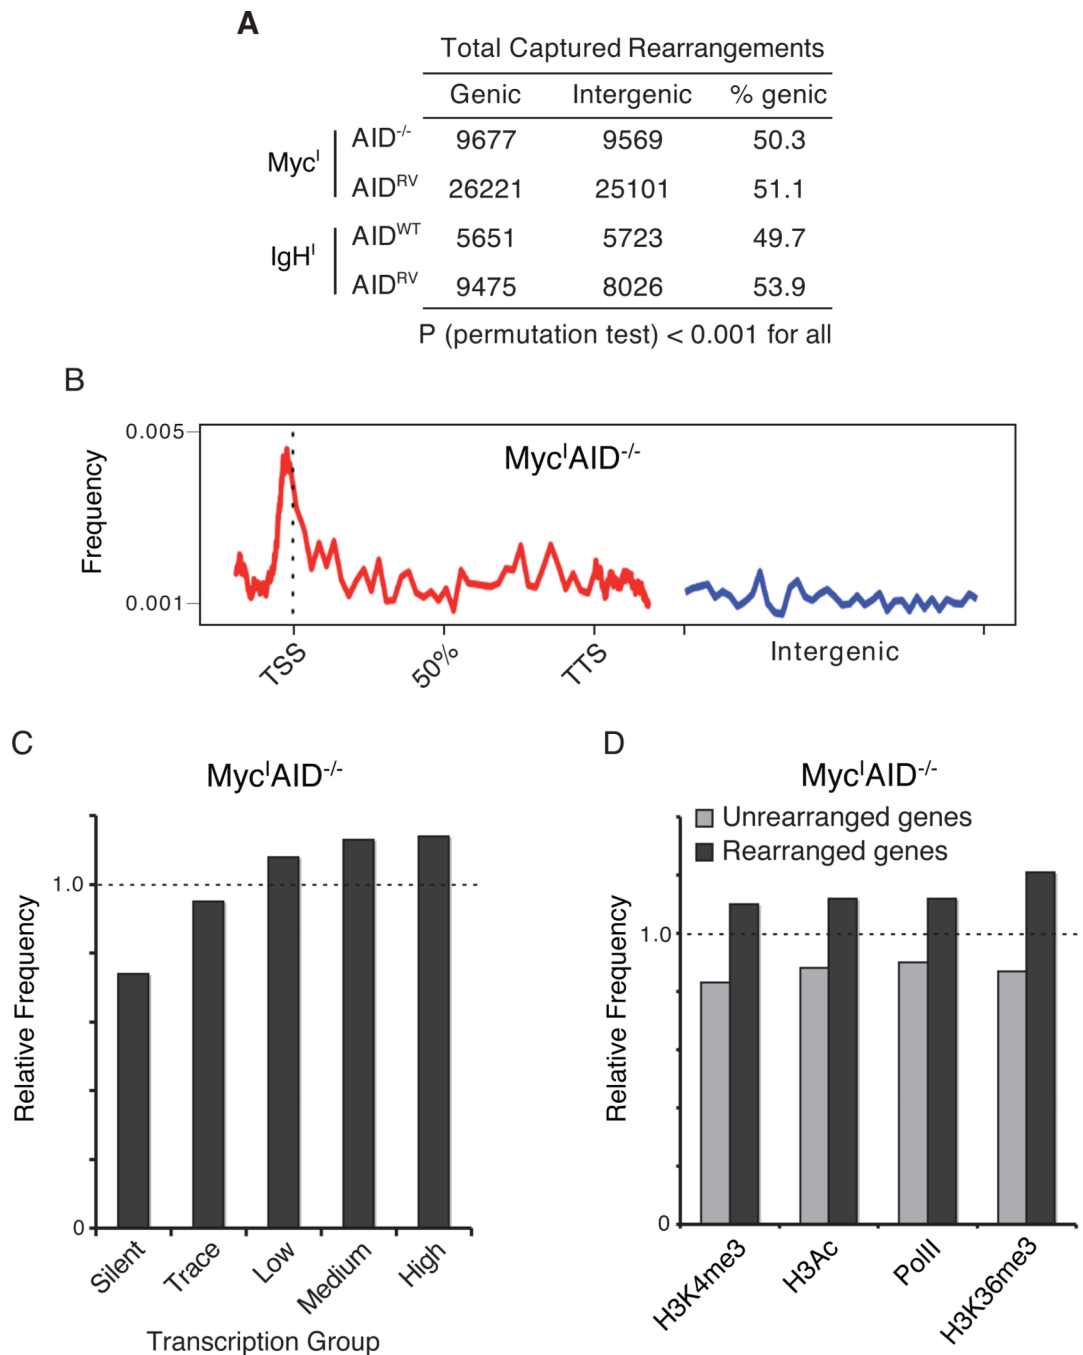 A
Total Captured Rearrangements
Genic Intergenic % genic
Myc^I AID^-/- 9677 9569 50.3
AID^RV 26221 25101 51.1
IgH^I AID^WT 5651 5723 49.7
AID^RV 9475 8026 53.9
P (permutation test) < 0.001 for all
B
Myc^I AID^-/-
Frequency
0.005
0.001
TSS 50% TTS Intergenic
C
Myc^I AID^-/-
Relative Frequency
1.0
0
Silent Trace Low Medium High
Transcription Group
D
Myc^I AID^-/-
Unrearranged genes
Rearranged genes
Relative Frequency
1.0
0
H3K4me3 H3Ac PolII H3K36me3